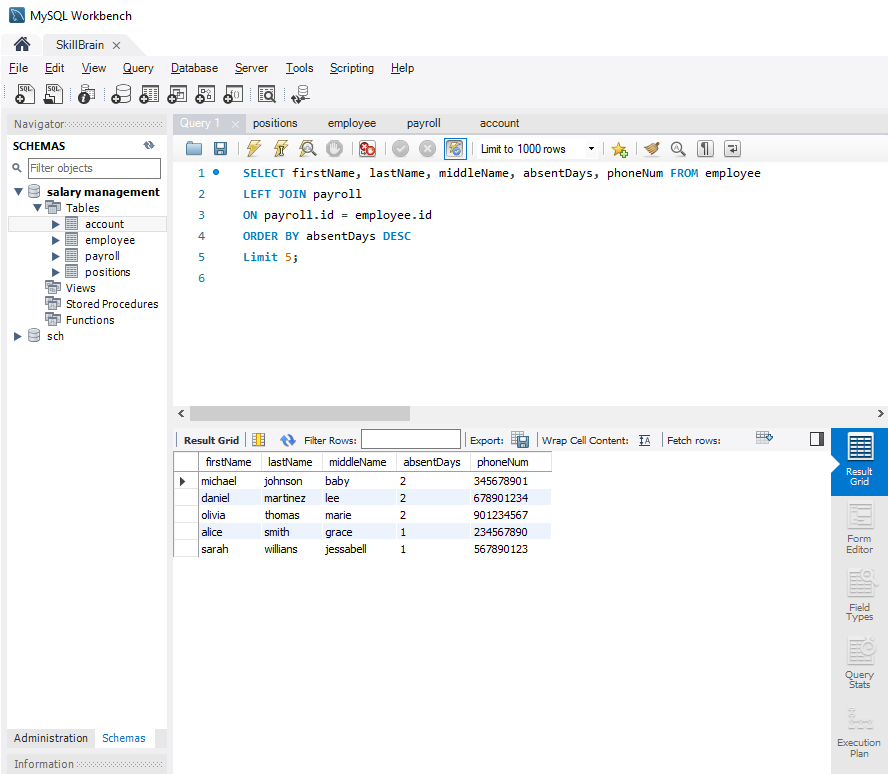 MySQL Workbench
SkillBrain
File Edit View Query Database Server Tools Scripting Help
Navigator
SCHEMAS
Filter objects
salary management
Tables
account
employee
payroll
positions
Views
Stored Procedures
Functions
sch
Administration Schemas
Information
Query 1 positions employee payroll account
Limit to 1000 rows
1 SELECT firstName, lastName, middleName, absentDays, phoneNum FROM employee
2 LEFT JOIN payroll
3 ON payroll.id = employee.id
4 ORDER BY absentDays DESC
5 Limit 5;
6
Result Grid Filter Rows: Export: Wrap Cell Content: Fetch rows:
firstName lastName middleName absentDays phoneNum
michael johnson baby 2 345678901
daniel martinez lee 2 678901234
olivia thomas marie 2 901234567
alice smith grace 1 234567890
sarah willians jessabell 1 567890123
Result
Grid
Form
Editor
Field
Types
Query
Stats
Execution
Plan